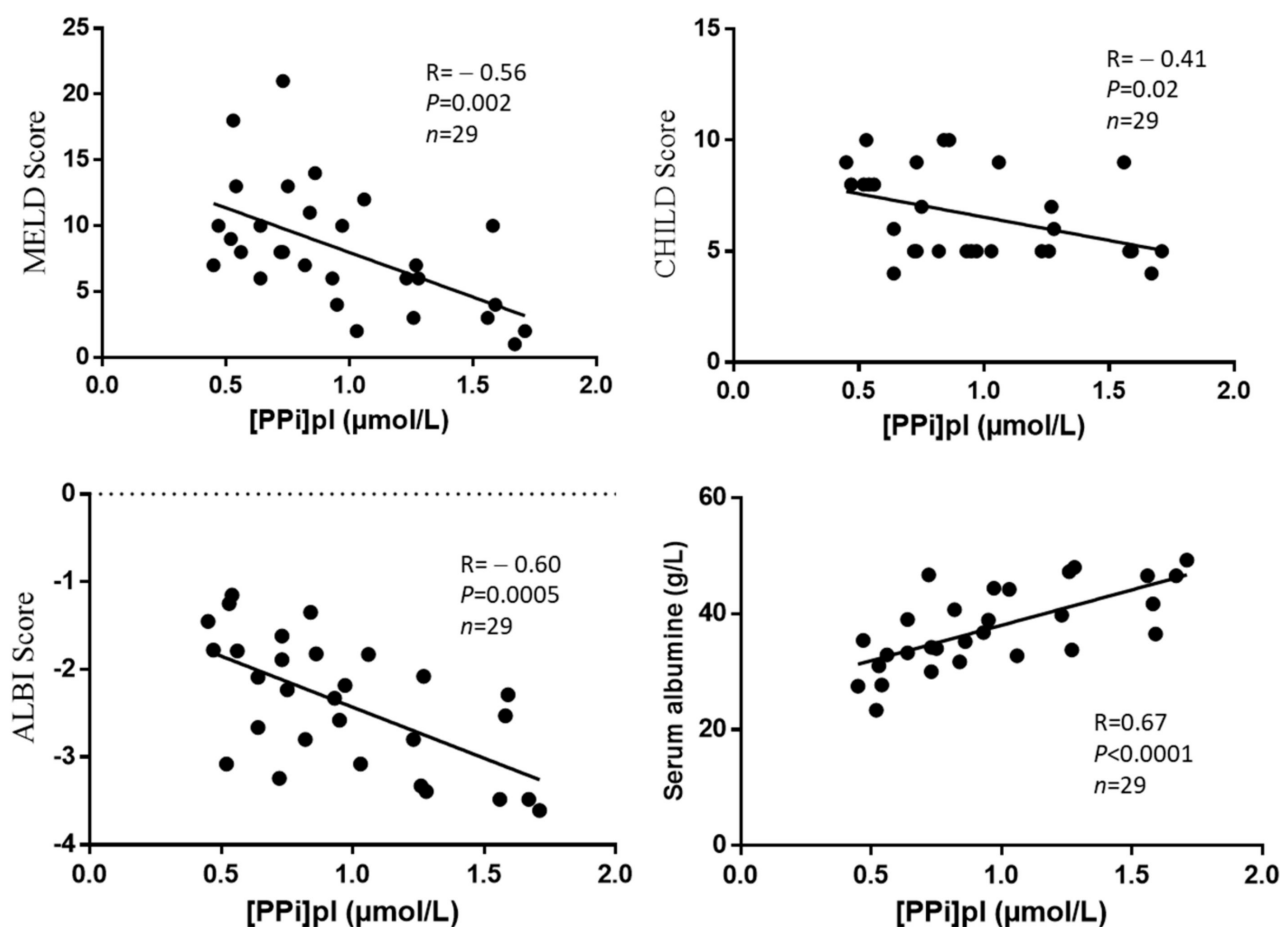 MELD Score
25
20
15
10
5
0
R= − 0.56
P=0.002
n=29
0.0 0.5 1.0 1.5 2.0
[PPi]pl (µmol/L)
CHILD Score
15
10
5
0
R= − 0.41
P=0.02
n=29
0.0 0.5 1.0 1.5 2.0
[PPi]pl (µmol/L)
ALBI Score
0
-1
-2
-3
-4
R= − 0.60
P=0.0005
n=29
0.0 0.5 1.0 1.5 2.0
[PPi]pl (µmol/L)
Serum albumine (g/L)
60
40
20
0
R=0.67
P<0.0001
n=29
0.0 0.5 1.0 1.5 2.0
[PPi]pl (µmol/L)